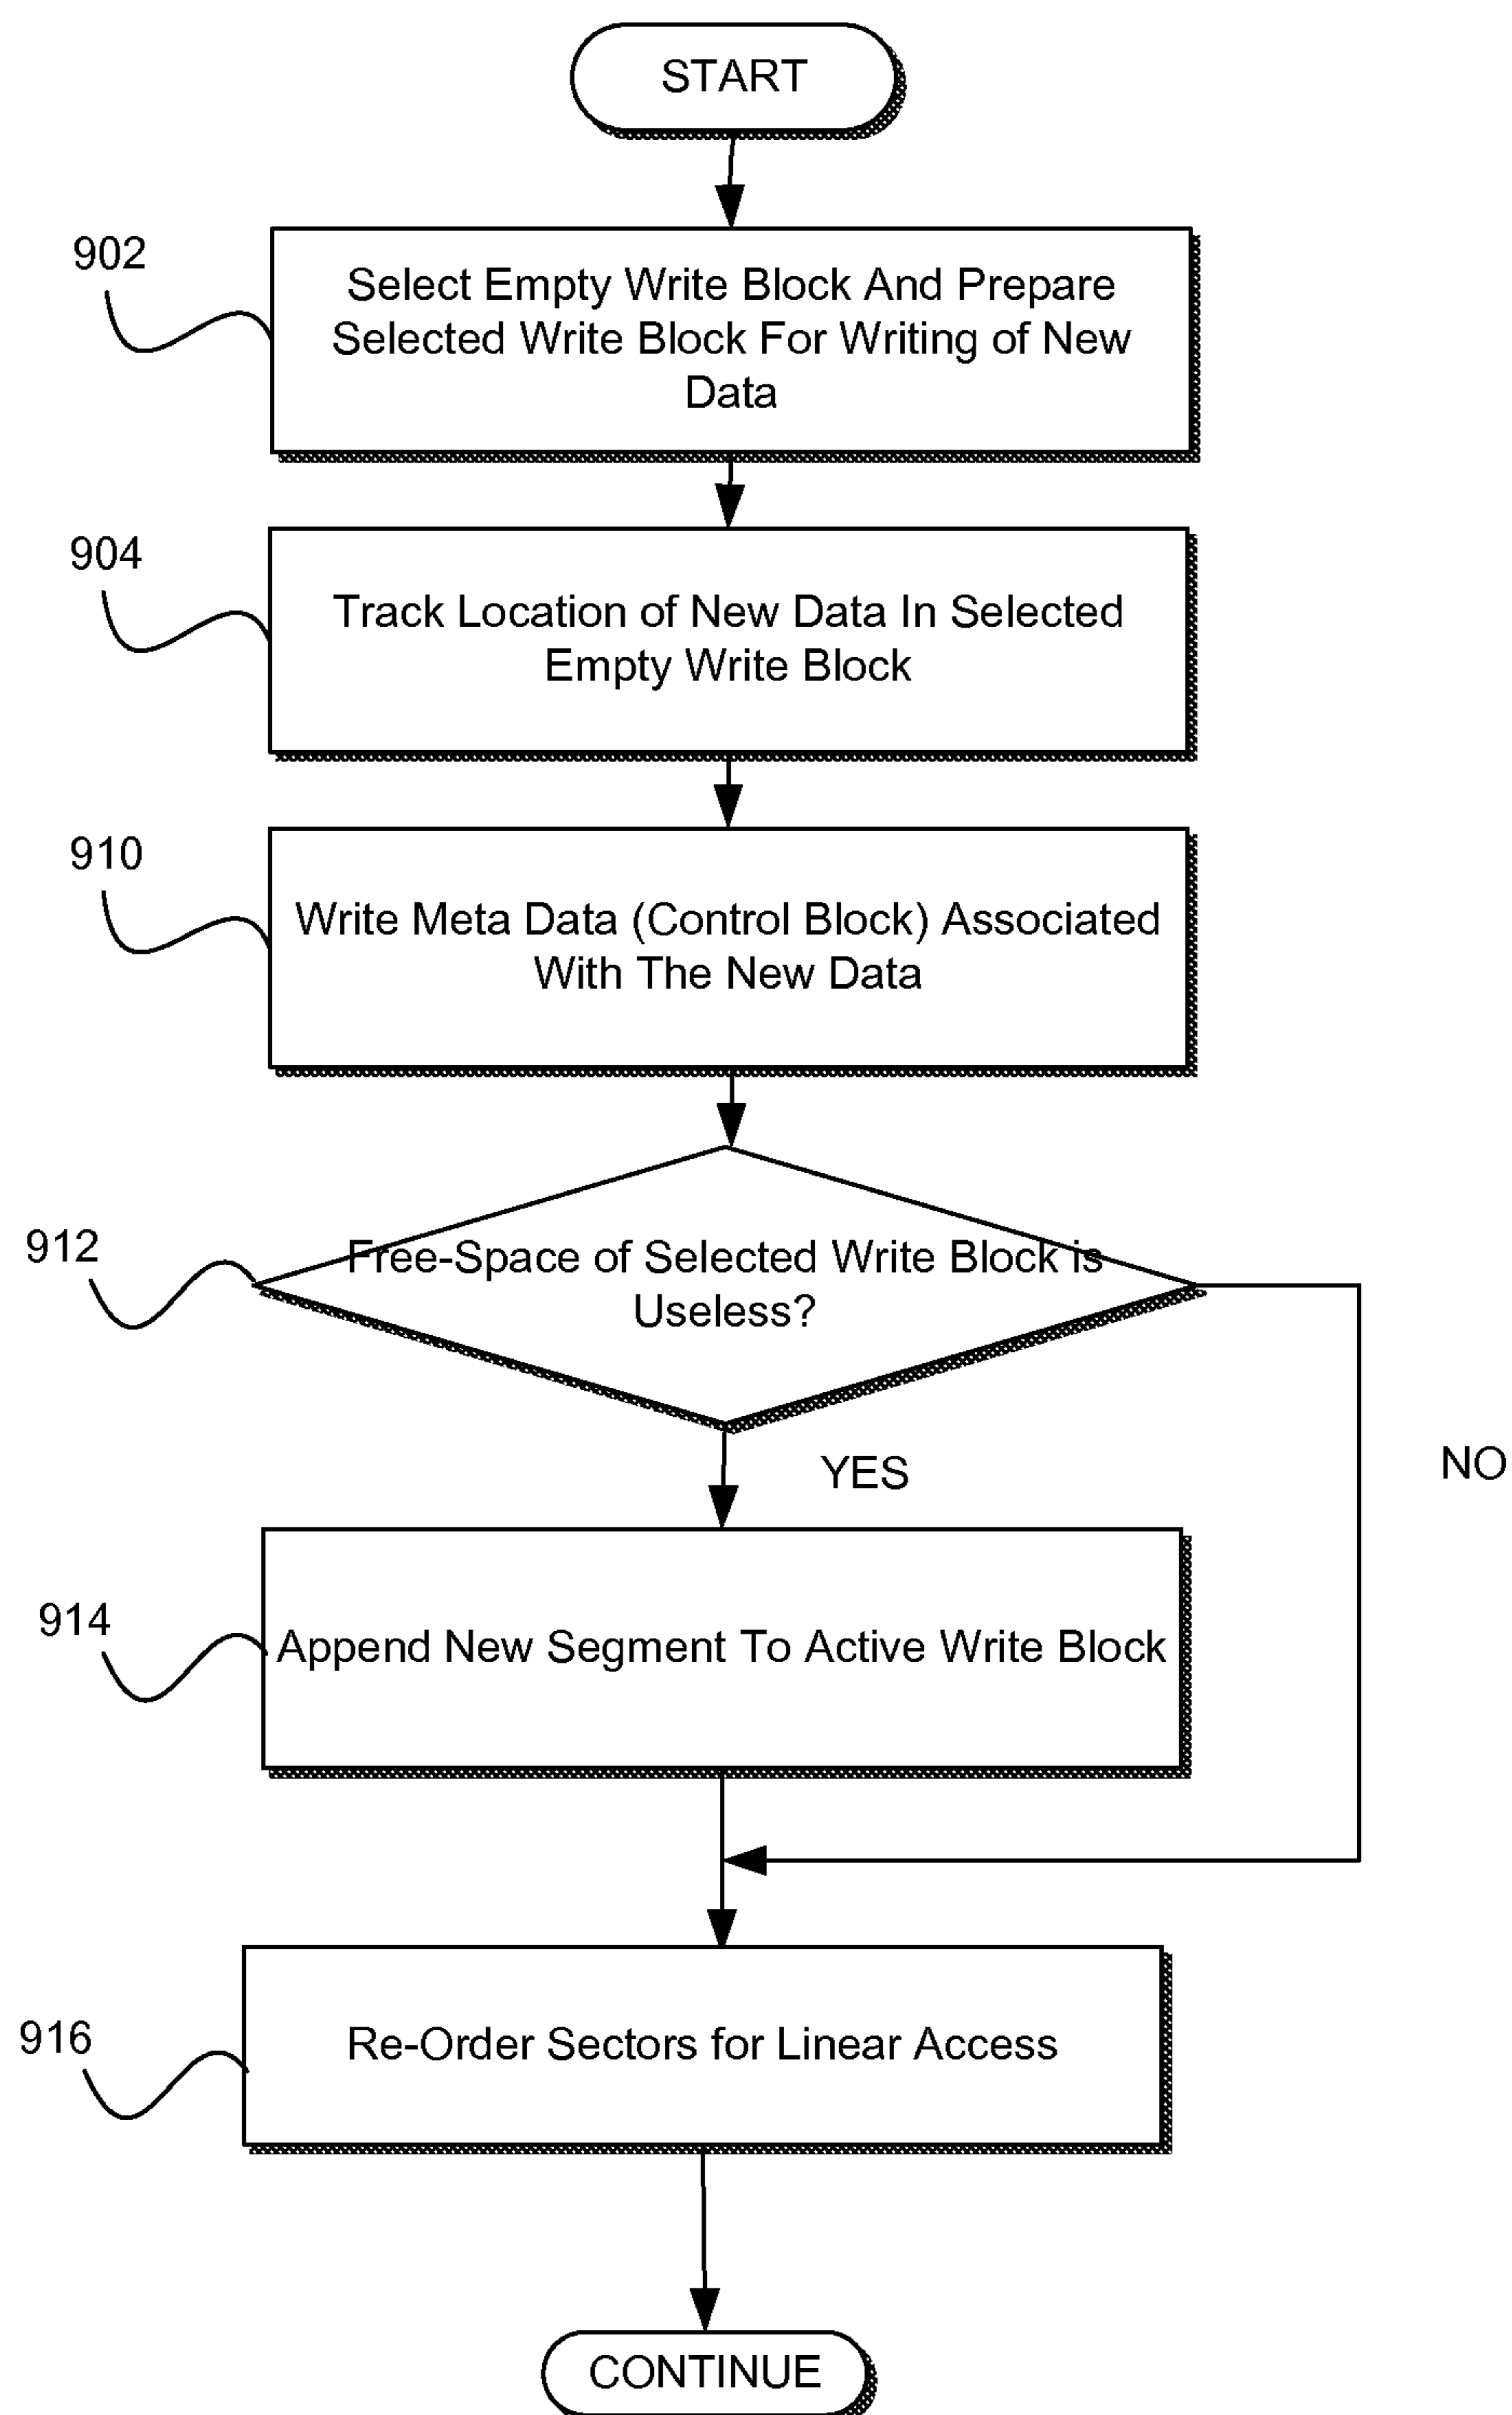 START
902
Select Empty Write Block And Prepare
Selected Write Block For Writing of New
Data
904
Track Location of New Data In Selected
Empty Write Block
910
Write Meta Data (Control Block) Associated
With The New Data
912
Free-Space of Selected Write Block is
Useless?
YES
NO
914
Append New Segment To Active Write Block
916
Re-Order Sectors for Linear Access
CONTINUE